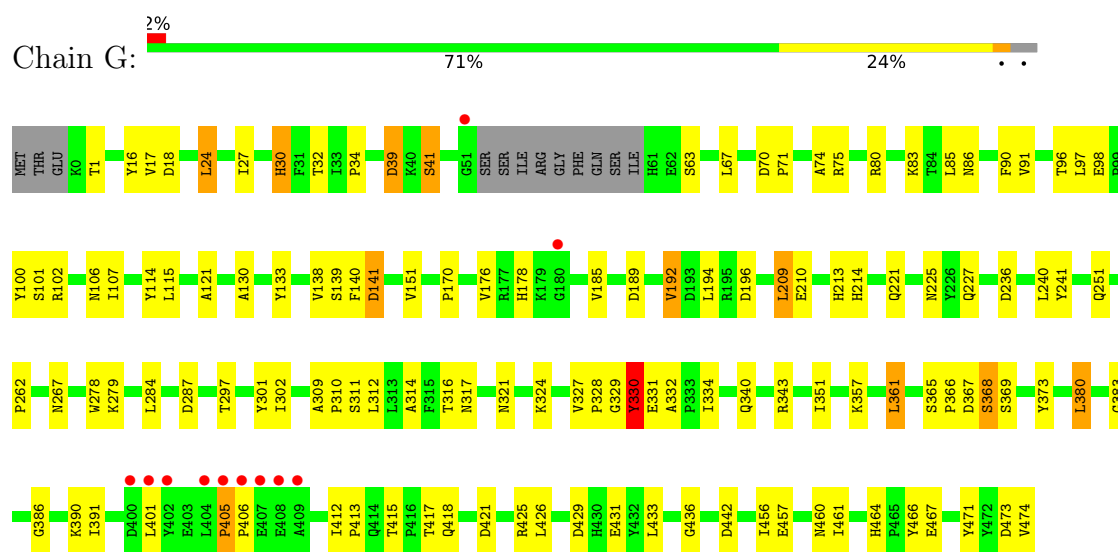 2%
Chain G:
71% 24% • •
MET THR GLU K0 T1 Y16 V17 D18 L24 I27 H30 F31 T32 I33 P34 D39 K40 S41 G51 SER SER ILE ARG GLY PHE GLN SER ILE H61 E62 S63 L67 D70 P71 A74 R75 R80 K83 T84 L85 N86 F90 V91 T96 L97 E98 P99
Y100 S101 R102 N106 I107 Y114 L115 A121 A130 Y133 V138 S139 F140 D141 V151 P170 V176 R177 H178 K179 G180 V185 D189 V192 D193 L194 R195 D196 L209 E210 H213 H214 Q221 N225 Y226 Q227 D236 L240 Y241 Q251
P262 N267 W278 K279 L284 D287 T297 Y301 I302 A309 P310 S311 L312 L313 A314 F315 T316 N317 N321 K324 V327 P328 G329 Y330 E331 A332 P333 I334 Q340 R343 I351 K357 L361 S365 P366 D367 S368 S369 Y373 L380
G386 K390 I391 D400 L401 Y402 E403 L404 P405 P406 E407 E408 A409 I412 P413 Q414 T415 P416 T417 Q418 D421 R425 L426 D429 H430 E431 Y432 L433 G436 D442 I456 E457 N460 I461 H464 P465 Y466 E467 Y471 Y472 D473 V474